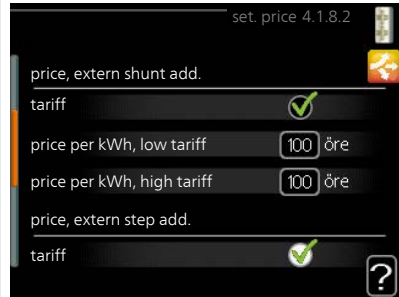 set. price 4.1.8.2
price, extern shunt add.
tariff
price per kWh, low tariff 100 öre
price per kWh, high tariff 100 öre
price, extern step add.
tariff
?